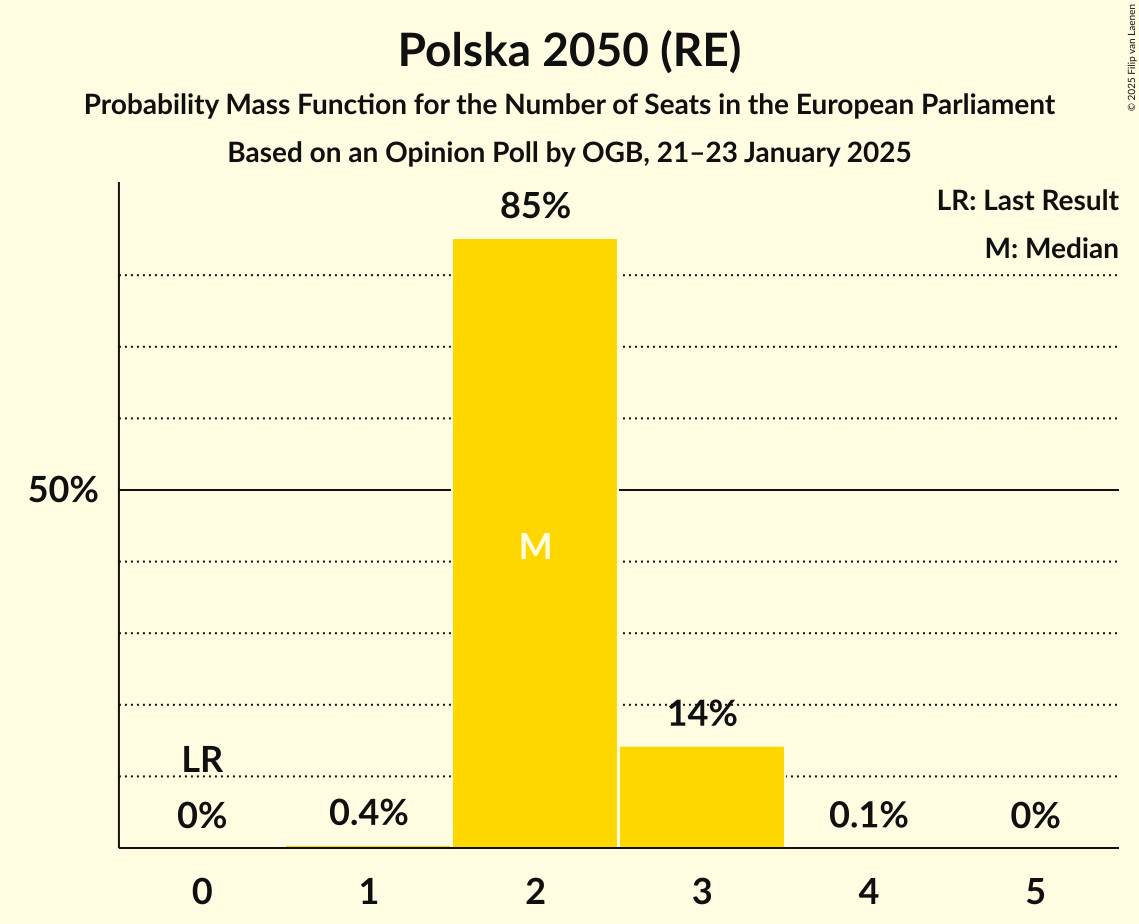 Polska 2050 (RE)
Probability Mass Function for the Number of Seats in the European Parliament
Based on an Opinion Poll by OGB, 21–23 January 2025
© 2025 Filip van Laenen
LR: Last Result
M: Median
85%
50%
M
14%
LR
0%
0.4%
0.1%
0%
0 1 2 3 4 5